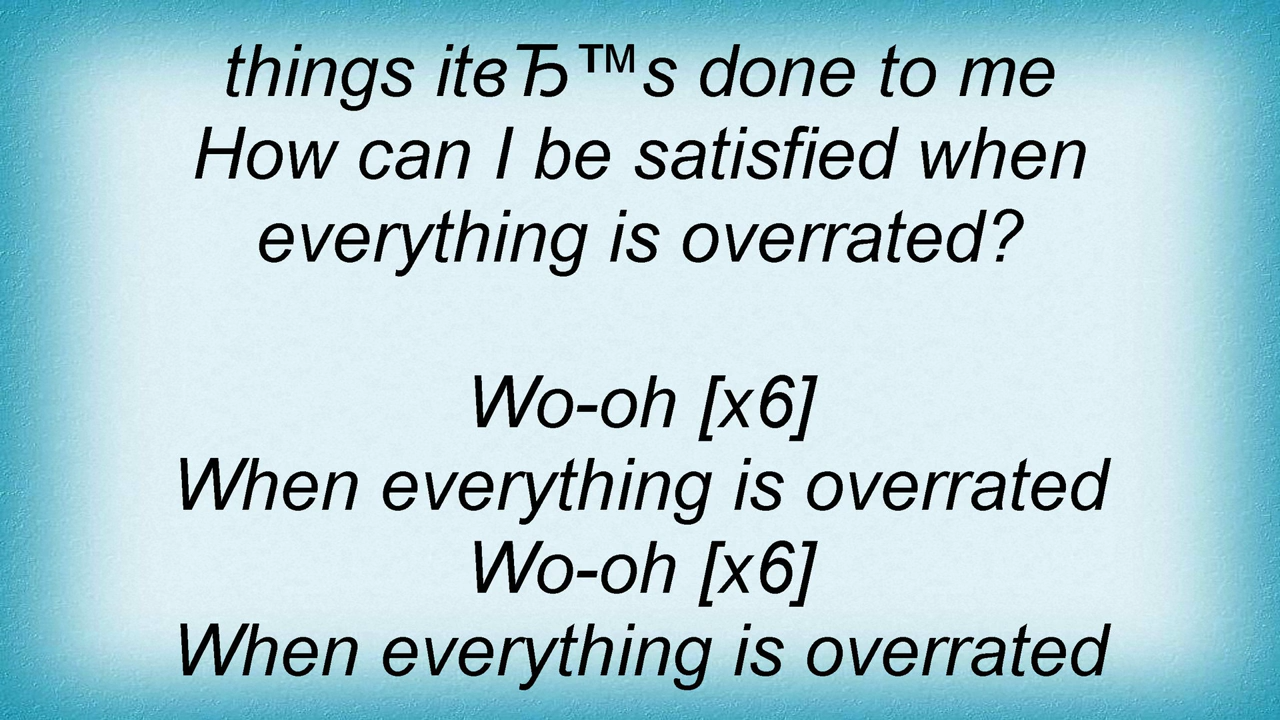 things itвЂ™s done to me
How can I be satisfied when
everything is overrated?
Wo-oh [x6]
When everything is overrated
Wo-oh [x6]
When everything is overrated